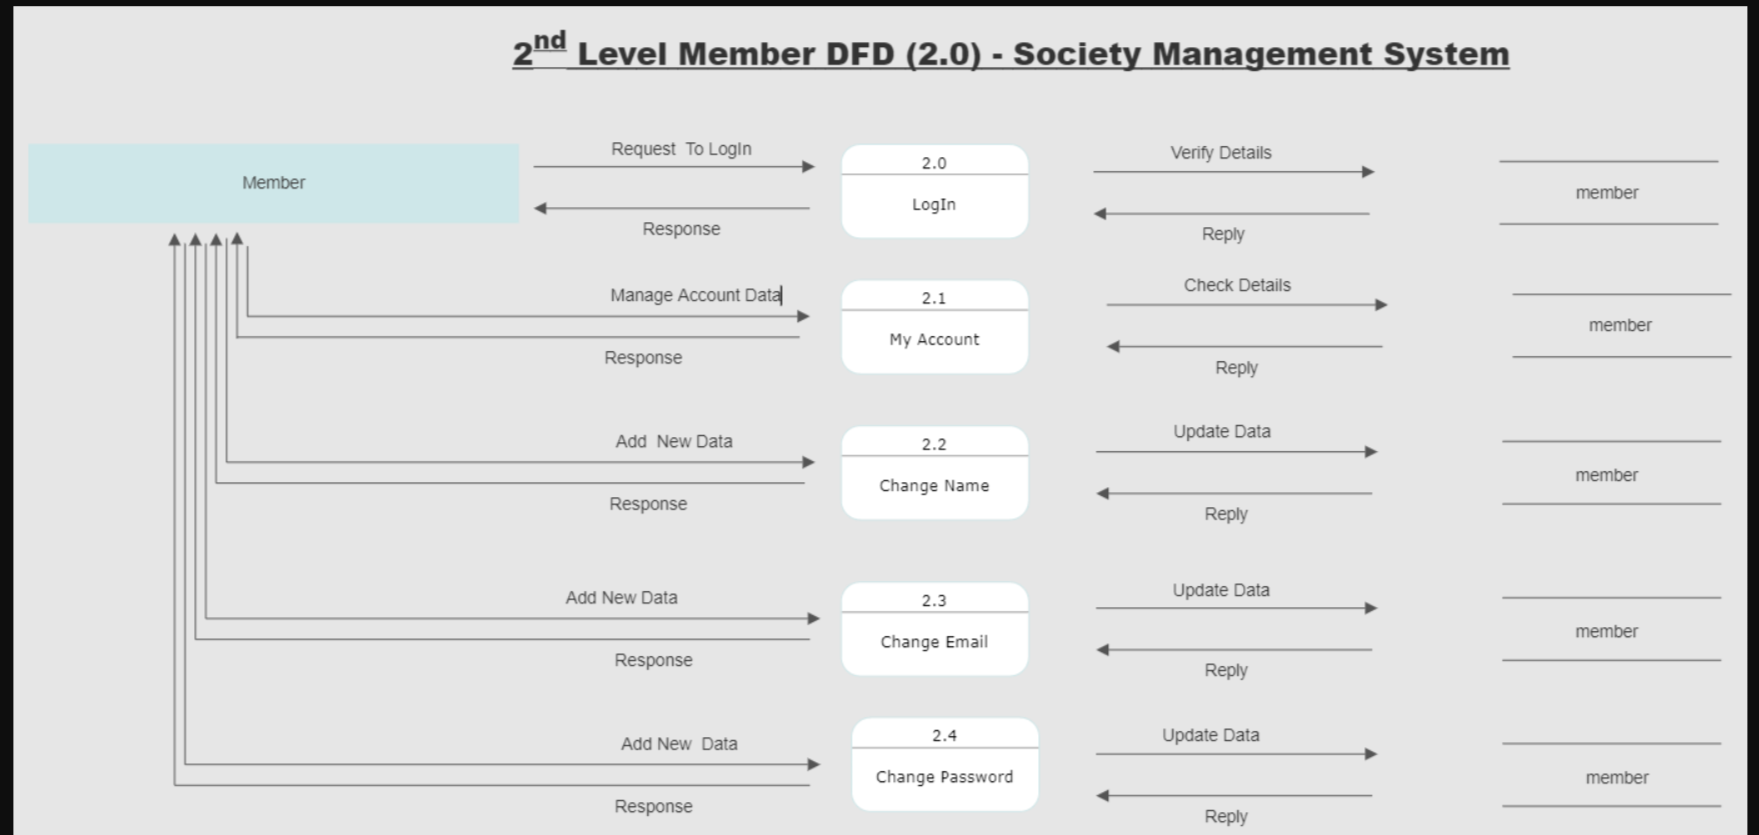 2nd Level Member DFD (2.0) - Society Management System
Member
Request To LogIn
Response
2.0
LogIn
Verify Details
Reply
member
Manage Account Data
Response
2.1
My Account
Check Details
Reply
member
Add New Data
Response
2.2
Change Name
Update Data
Reply
member
Add New Data
Response
2.3
Change Email
Update Data
Reply
member
Add New Data
Response
2.4
Change Password
Update Data
Reply
member